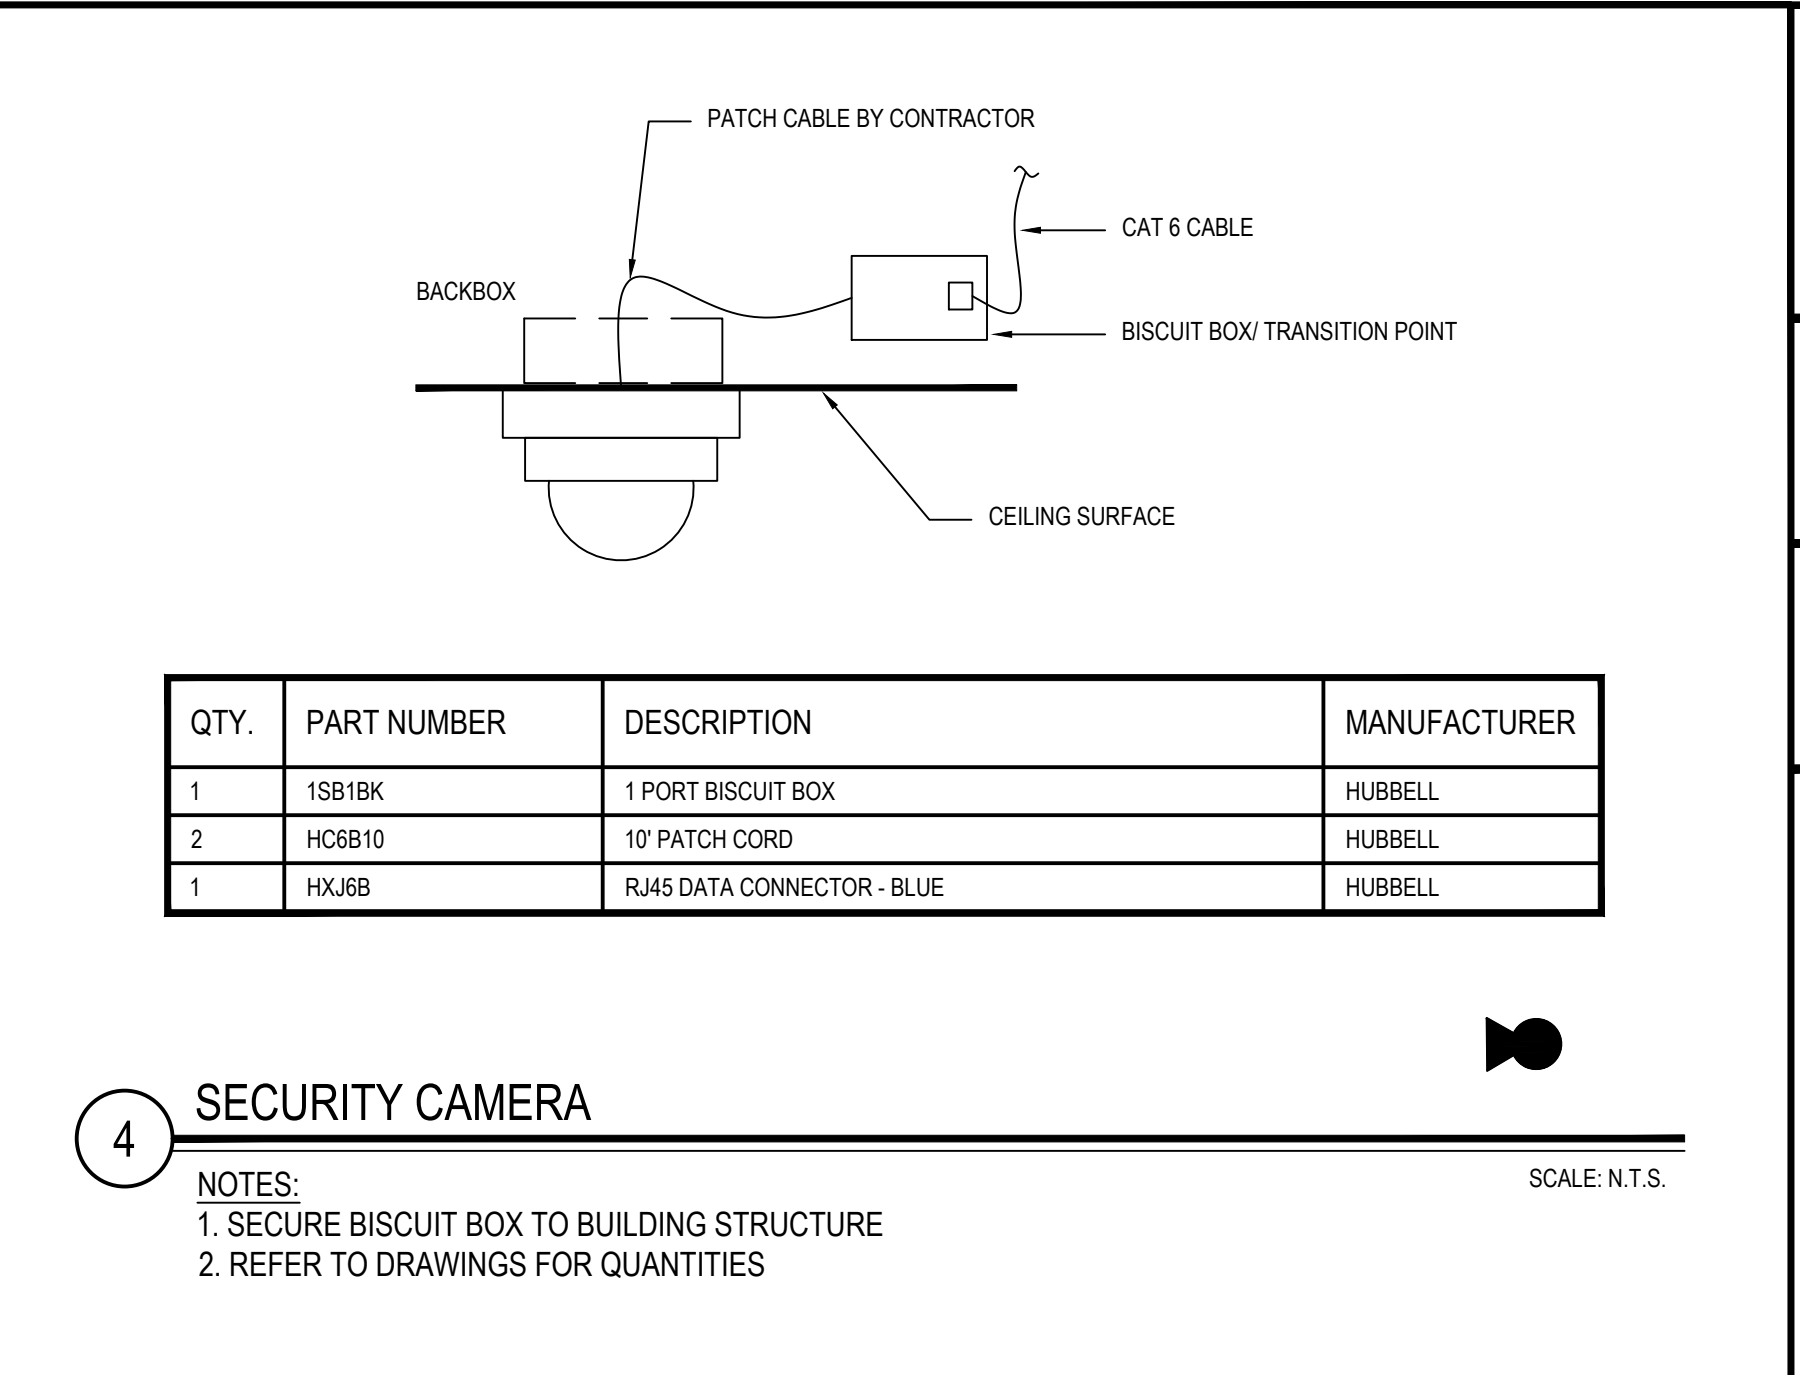 PATCH CABLE BY CONTRACTOR
CAT 6 CABLE
BACKBOX
BISCUIT BOX/ TRANSITION POINT
CEILING SURFACE
QTY. PART NUMBER DESCRIPTION MANUFACTURER
1 1SB1BK 1 PORT BISCUIT BOX HUBBELL
2 HC6B10 10' PATCH CORD HUBBELL
1 HXJ6B RJ45 DATA CONNECTOR - BLUE HUBBELL
4 SECURITY CAMERA
SCALE: N.T.S.
NOTES:
1. SECURE BISCUIT BOX TO BUILDING STRUCTURE
2. REFER TO DRAWINGS FOR QUANTITIES